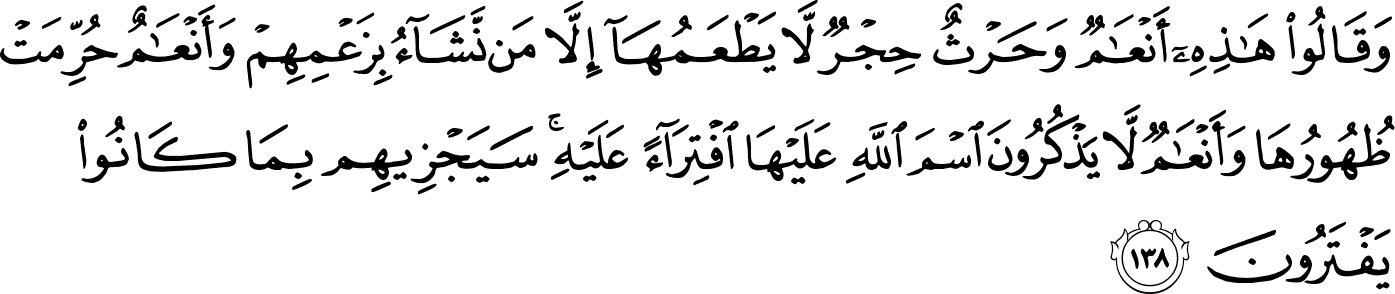 وَقَالُوا۟ هَـٰذِهِۦٓ أَنْعَـٰمٌ وَحَرْثٌ حِجْرٌ لَّا يَطْعَمُهَآ إِلَّا مَن نَّشَآءُ بِزَعْمِهِمْ وَأَنْعَـٰمٌ حُرِّمَتْ
ظُهُورُهَا وَأَنْعَـٰمٌ لَّا يَذْكُرُونَ ٱسْمَ ٱللَّهِ عَلَيْهَا ٱفْتِرَآءً عَلَيْهِ ۚ سَيَجْزِيهِم بِمَا كَانُوا۟
يَفْتَرُونَ ١٣٨